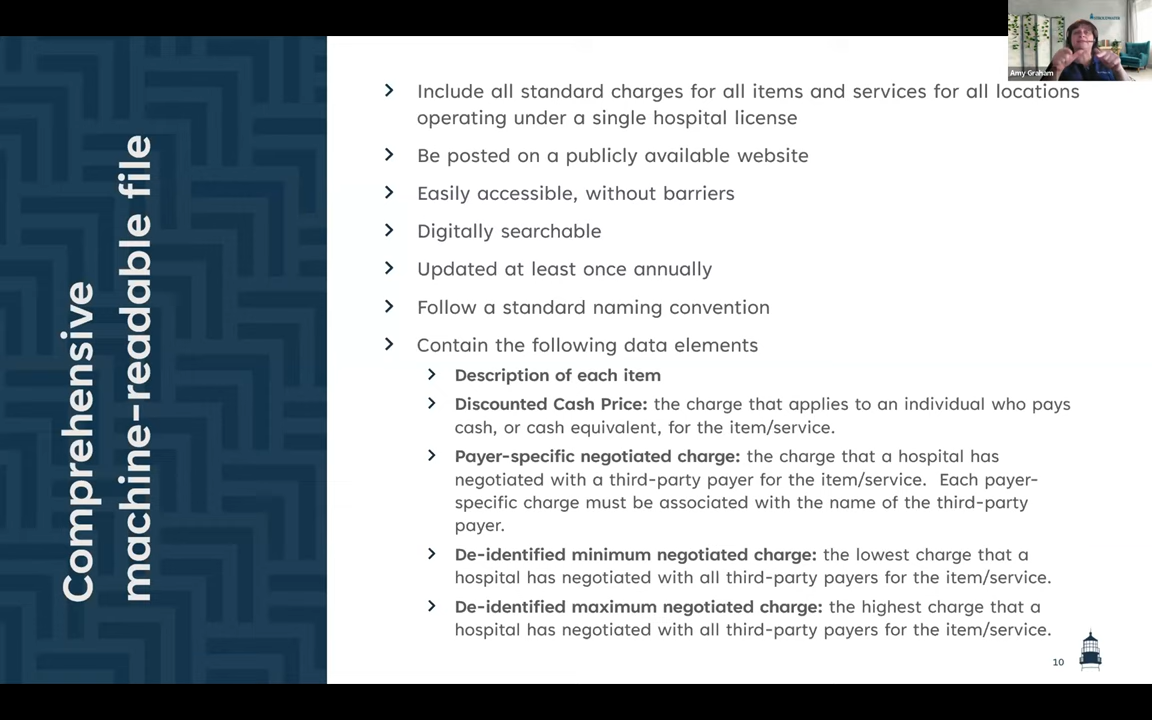 Comprehensive
machine-readable file
Include all standard charges for all items and services for all locations
operating under a single hospital license
Be posted on a publicly available website
Easily accessible, without barriers
Digitally searchable
Updated at least once annually
Follow a standard naming convention
Contain the following data elements
Description of each item
Discounted Cash Price: the charge that applies to an individual who pays
cash, or cash equivalent, for the item/service.
Payer-specific negotiated charge: the charge that a hospital has
negotiated with a third-party payer for the item/service. Each payer-
specific charge must be associated with the name of the third-party
payer.
De-identified minimum negotiated charge: the lowest charge that a
hospital has negotiated with all third-party payers for the item/service.
De-identified maximum negotiated charge: the highest charge that a
hospital has negotiated with all third-party payers for the item/service.
10
Amy Graham